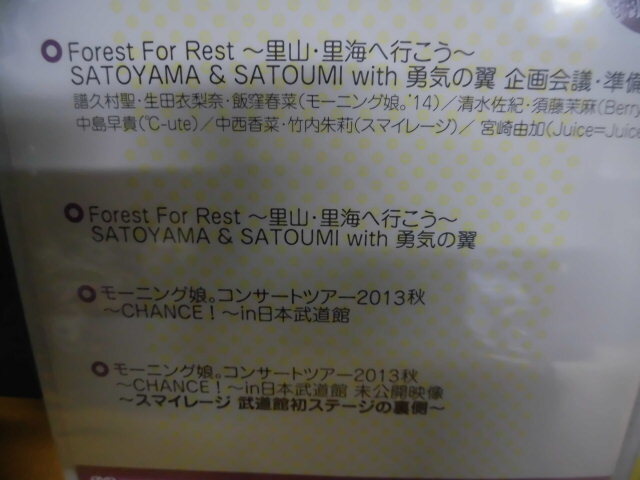 Forest For Rest ～里山・里海へ行こう～
SATOYAMA & SATOUMI with 勇気の翼 企画会議・準備
譜久村聖・生田衣梨奈・飯窪春菜(モーニング娘。'14)／清水佐紀・須藤茉麻(Berry
中島早貴(℃-ute)／中西香菜・竹内朱莉(スマイレージ)／宮崎由加(Juice=Juice
Forest For Rest ～里山・里海へ行こう～
SATOYAMA & SATOUMI with 勇気の翼
モーニング娘。コンサートツアー2013秋
～CHANCE！～in日本武道館
モーニング娘。コンサートツアー2013秋
～CHANCE！～in日本武道館 未公開映像
～スマイレージ 武道館初ステージの裏側～